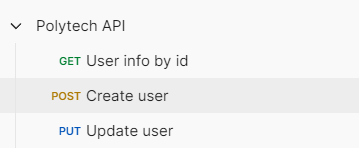 Polytech API
GET User info by id
POST Create user
PUT Update user